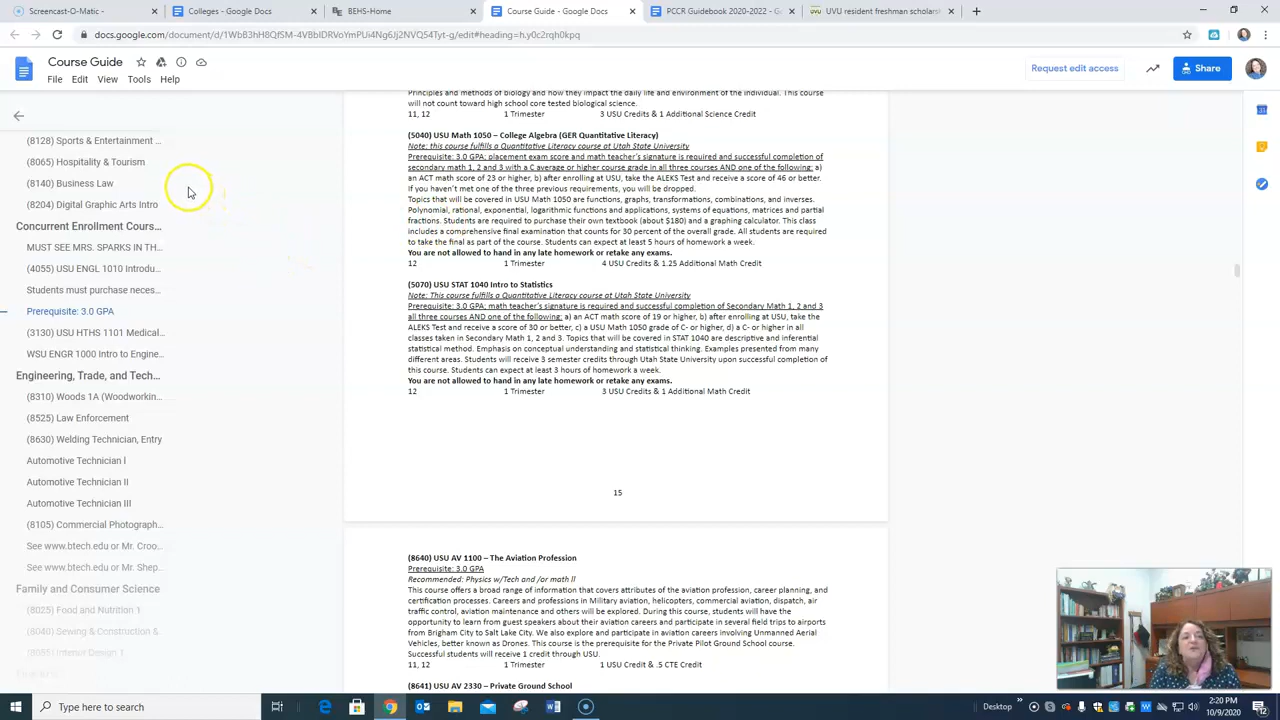 Screencast-O-Matic
Colleges - Google Docs
BEHS-Home
Course Guide - Google Docs
PCCR Guidebook 2020-2022 - G
UVU resident freshman scholarsh
docs.google.com/document/d/1WbB3hH8QfSM-4VBbIDRVoYmPUi4Ng6Jj2NVQ54Tyt-g/edit#heading=h.y0c2rqh0kpq
Course Guide
File Edit View Tools Help
Request edit access
Share
(8128) Sports & Entertainment ...
(8065) Hospitality & Tourism
(8140) Business Law
(8204) Digital Graphic Arts Intro
Concurrent Enrollment Cours...
MUST SEE MRS. SPARKS IN TH...
(4055) USU ENGL 1010 Introdu...
Students must purchase neces...
Prerequisite: 3.0 GPA
(3130) USU HTHS 1101 Medical...
WSU ENGR 1000 Intro to Engine...
Engineering, Trade, and Tech...
(8310) Woods 1A (Woodworkin...
(8525) Law Enforcement
(8630) Welding Technician, Entry
Automotive Technician I
Automotive Technician II
Automotive Technician III
(8105) Commercial Photograph...
See www.btech.edu or Mr. Croo...
See www.btech.edu or Mr. Shep...
Family and Consumer Science
(8025) Food and Nutrition 1
(8040) Sewing & Construction &
(8055) Interior Design 1
Principles and methods of biology and how they impact the daily life and environment of the individual. This course
will not count toward high school core tested biological science.
11, 12 1 Trimester 3 USU Credits & 1 Additional Science Credit
(5040) USU Math 1050 – College Algebra (GER Quantitative Literacy)
Note: this course fulfills a Quantitative Literacy course at Utah State University
Prerequisite: 3.0 GPA; placement exam score and math teacher's signature is required and successful completion of
secondary math 1, 2 and 3 with a C average or higher course grade in all three courses AND one of the following: a)
an ACT math score of 23 or higher, b) after enrolling at USU, take the ALEKS Test and receive a score of 46 or better.
If you haven't met one of the three previous requirements, you will be dropped.
Topics that will be covered in USU Math 1050 are functions, graphs, transformations, combinations, and inverses.
Polynomial, rational, exponential, logarithmic functions and applications, systems of equations, matrices and partial
fractions. Students are required to purchase their own textbook (about $180) and a graphing calculator. This class
includes a comprehensive final examination that counts for 30 percent of the overall grade. All students are required
to take the final as part of the course. Students can expect at least 5 hours of homework a week.
You are not allowed to hand in any late homework or retake any exams.
12 1 Trimester 4 USU Credits & 1.25 Additional Math Credit
(5070) USU STAT 1040 Intro to Statistics
Note: This course fulfills a Quantitative Literacy course at Utah State University
Prerequisite: 3.0 GPA; math teacher's signature is required and successful completion of Secondary Math 1, 2 and 3
all three courses AND one of the following: a) an ACT math score of 19 or higher, b) after enrolling at USU, take the
ALEKS Test and receive a score of 30 or better, c) a USU Math 1050 grade of C- or higher, d) a C- or higher in all
classes taken in Secondary Math 1, 2 and 3. Topics that will be covered in STAT 1040 are descriptive and inferential
statistical method. Emphasis on conceptual understanding and statistical thinking. Examples presented from many
different areas. Students will receive 3 semester credits through Utah State University upon successful completion of
this course. Students can expect at least 3 hours of homework a week.
You are not allowed to hand in any late homework or retake any exams.
12 1 Trimester 3 USU Credits & 1 Additional Math Credit
15
(8640) USU AV 1100 – The Aviation Profession
Prerequisite: 3.0 GPA
Recommended: Physics w/Tech and /or math II
This course offers a broad range of information that covers attributes of the aviation profession, career planning, and
certification processes. Careers and professions in Military aviation, helicopters, commercial aviation, dispatch, air
traffic control, aviation maintenance and others will be explored. During this course, students will have the
opportunity to learn from guest speakers about their aviation careers and participate in several field trips to airports
from Brigham City to Salt Lake City. We also explore and participate in aviation careers involving Unmanned Aerial
Vehicles, better known as Drones. This course is the prerequisite for the Private Pilot Ground School course.
Successful students will receive 1 credit through USU.
11, 12 1 Trimester 1 USU Credit & .5 CTE Credit
(8641) USU AV 2330 – Private Ground School
Type here to search
Desktop
2:20 PM
10/9/2020